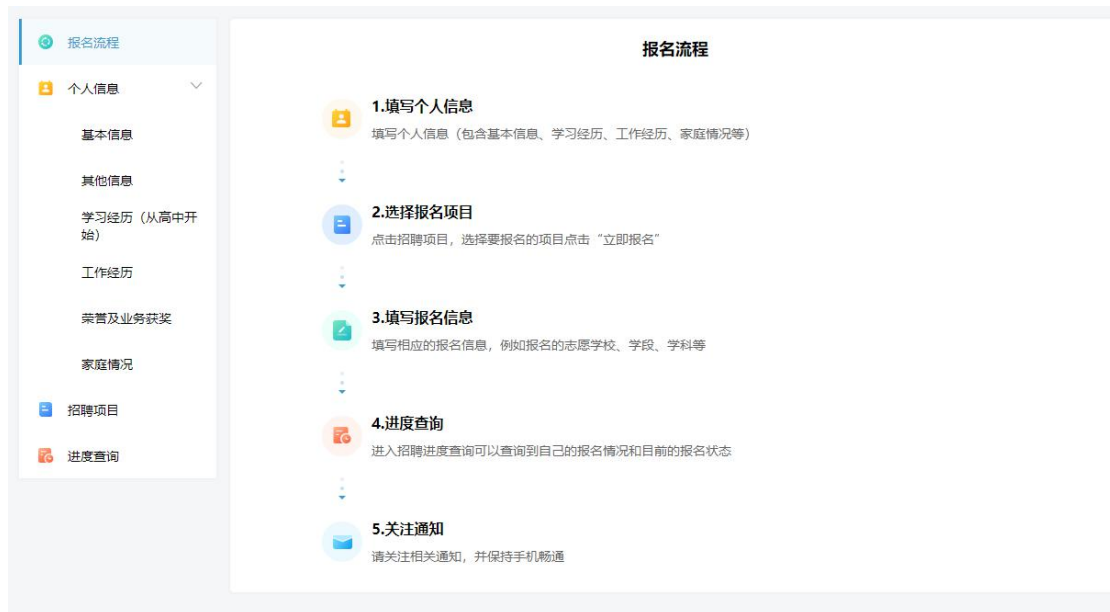 报名流程
个人信息
基本信息
其他信息
学习经历（从高中开
始）
工作经历
荣誉及业务获奖
家庭情况
招聘项目
进度查询
报名流程
1.填写个人信息
填写个人信息（包含基本信息、学习经历、工作经历、家庭情况等）
2.选择报名项目
点击招聘项目，选择要报名的项目点击“立即报名”
3.填写报名信息
填写相应的报名信息，例如报名的志愿学校、学段、学科等
4.进度查询
进入招聘进度查询可以查询到自己的报名情况和目前的报名状态
5.关注通知
请关注相关通知，并保持手机畅通